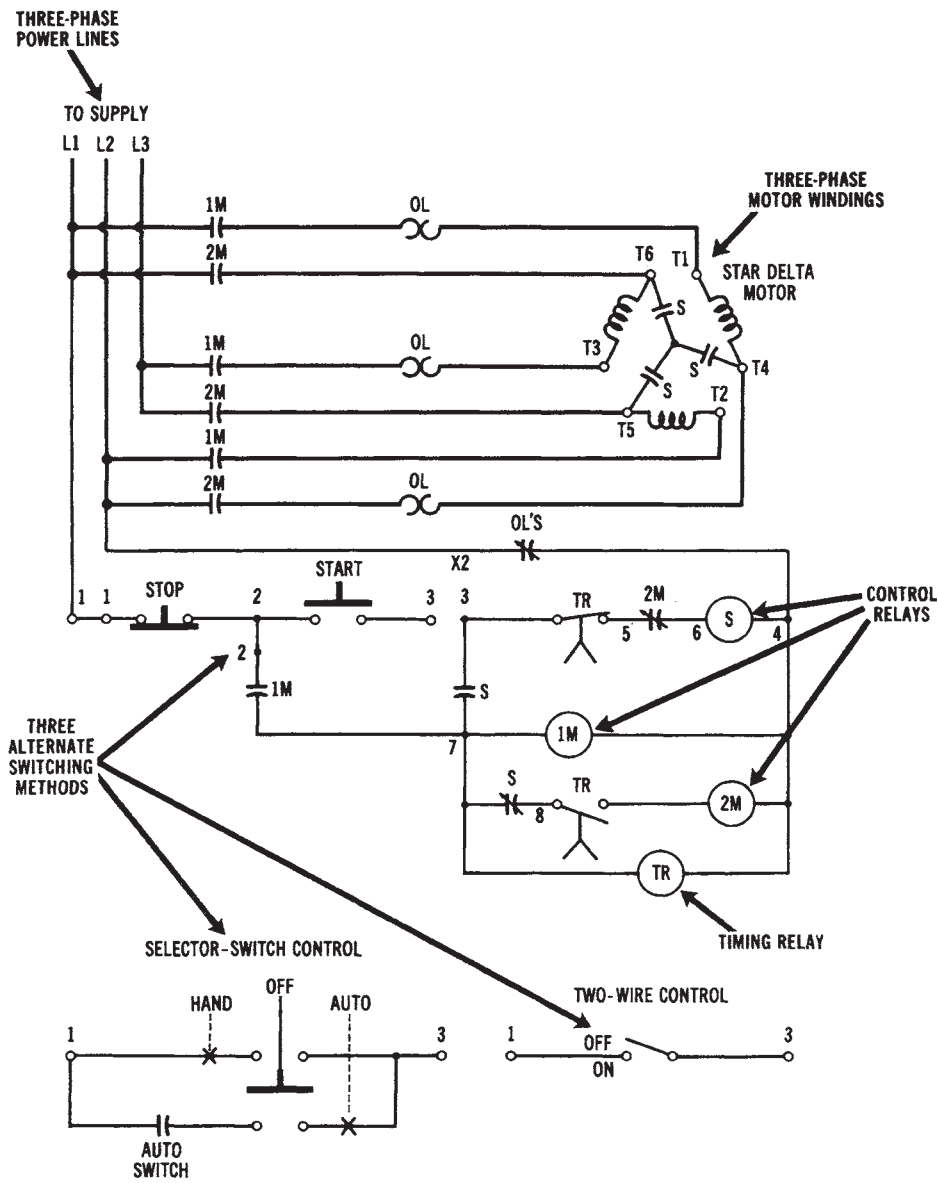 THREE-PHASE
POWER LINES
TO SUPPLY
L1 L2 L3
1M OL
THREE-PHASE
MOTOR WINDINGS
2M T6 T1 STAR DELTA
MOTOR
S
1M OL T3 S T4
S T2
2M T5
1M
2M OL
OL'S
X2
1 1 STOP 2 START 3 3 TR 5 2M 6 S 4
CONTROL
RELAYS
2
1M S
THREE
ALTERNATE
SWITCHING
METHODS
7 1M
S 8 TR 2M
TR
TIMING RELAY
SELECTOR-SWITCH CONTROL
OFF
HAND AUTO
1 3
AUTO
SWITCH
TWO-WIRE CONTROL
1 OFF 3
ON